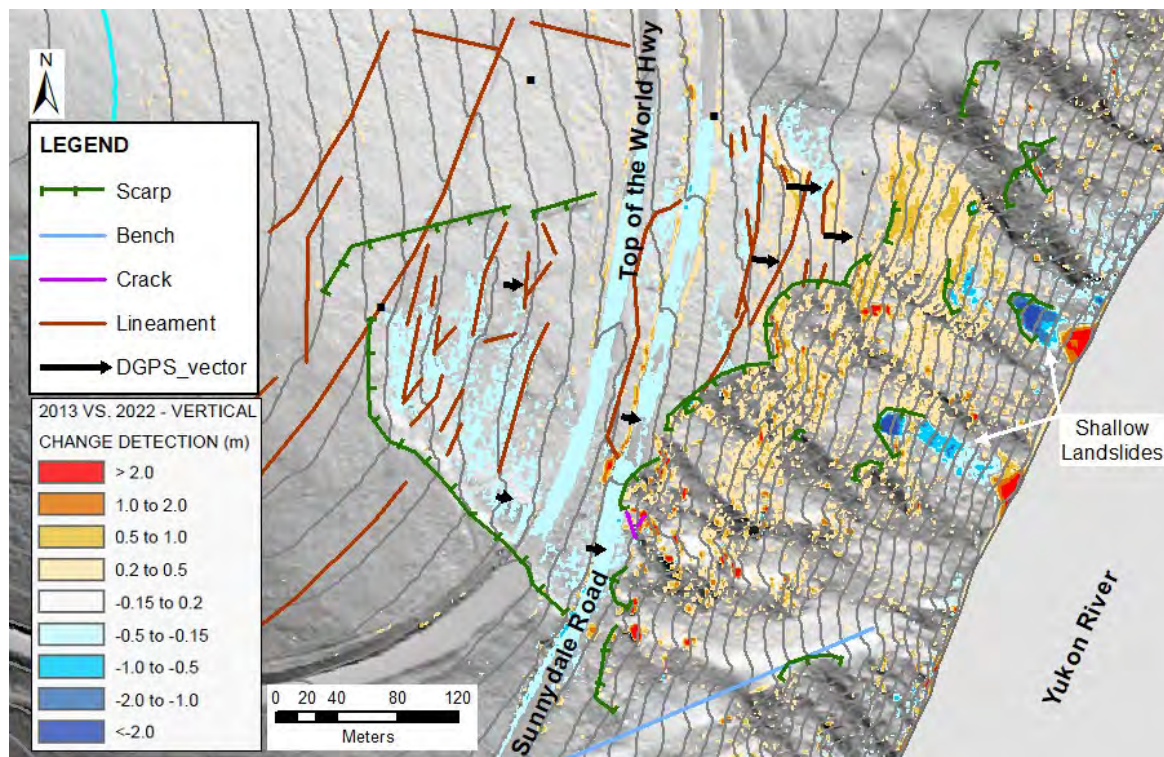 N
LEGEND
Scarp
Bench
Crack
Lineament
DGPS_vector
2013 VS. 2022 - VERTICAL
CHANGE DETECTION (m)
> 2.0
1.0 to 2.0
0.5 to 1.0
0.2 to 0.5
-0.15 to 0.2
-0.5 to -0.15
-1.0 to -0.5
-2.0 to -1.0
<-2.0
0 20 40 80 120
Meters
Top of the World Hwy
Sunnydale Road
Shallow
Landslides
Yukon River